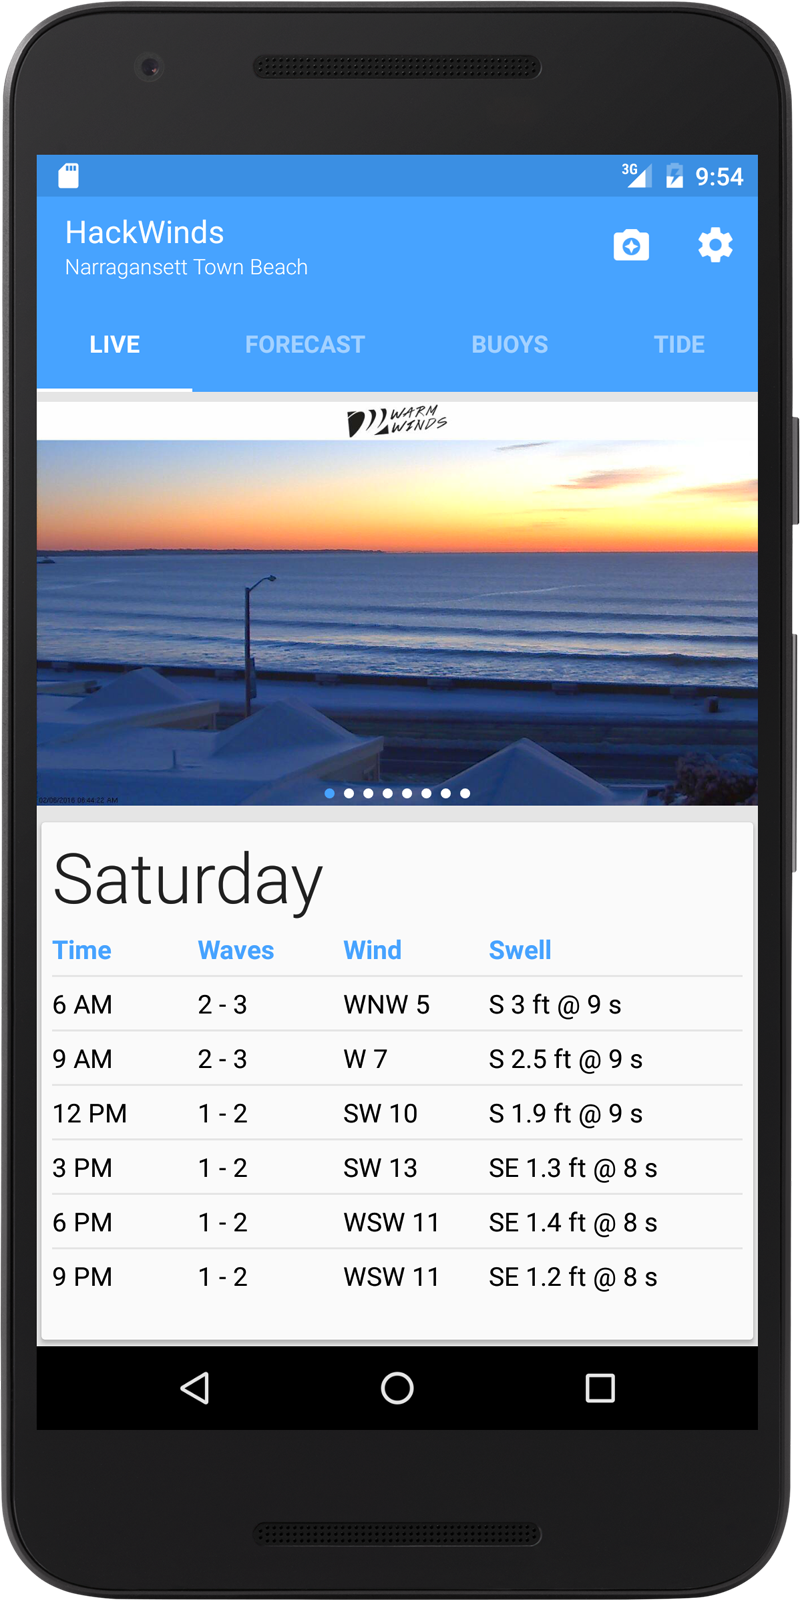 3G 9:54
HackWinds
Narragansett Town Beach
LIVE FORECAST BUOYS TIDE
WARM
WINDS
Saturday
Time Waves Wind Swell
6 AM 2 - 3 WNW 5 S 3 ft @ 9 s
9 AM 2 - 3 W 7 S 2.5 ft @ 9 s
12 PM 1 - 2 SW 10 S 1.9 ft @ 9 s
3 PM 1 - 2 SW 13 SE 1.3 ft @ 8 s
6 PM 1 - 2 WSW 11 SE 1.4 ft @ 8 s
9 PM 1 - 2 WSW 11 SE 1.2 ft @ 8 s